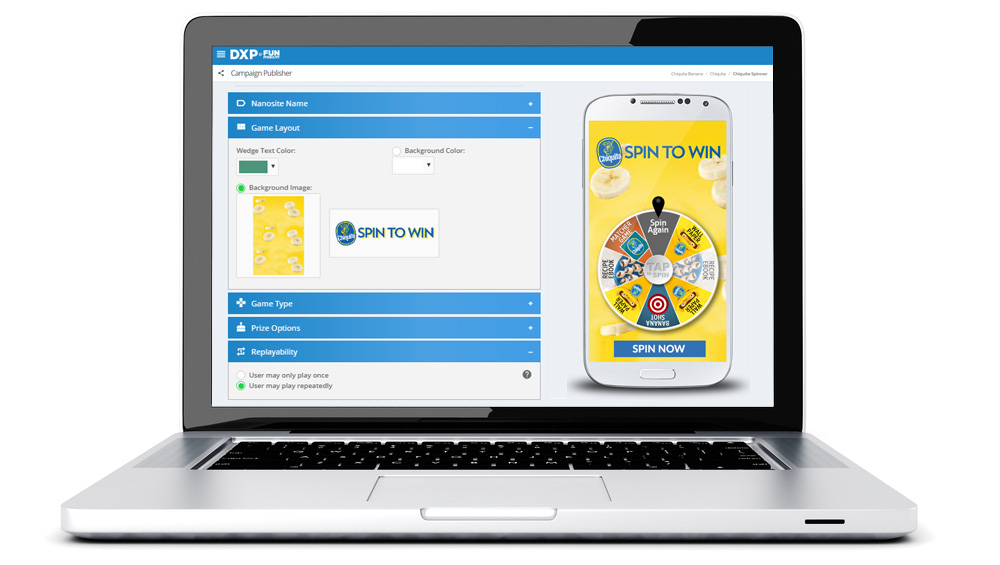 DXP BY FUN
Campaign Publisher
Chiquita Banana / Chiquita / Chiquita Spinner
Nanosite Name
Game Layout
Wedge Text Color:
Background Color:
Background Image:
Chiquita
SPIN TO WIN
Game Type
Prize Options
Replayability
User may only play once
User may play repeatedly
?
Chiquita
SPIN TO WIN
Spin
Again
WALL
PAPER
RECIPE
EBOOK
WALL
PAPER
BANANA
SHOT
WALL
PAPER
RECIPE
EBOOK
MATCHER
GAME
TAP
TO SPIN
SPIN NOW